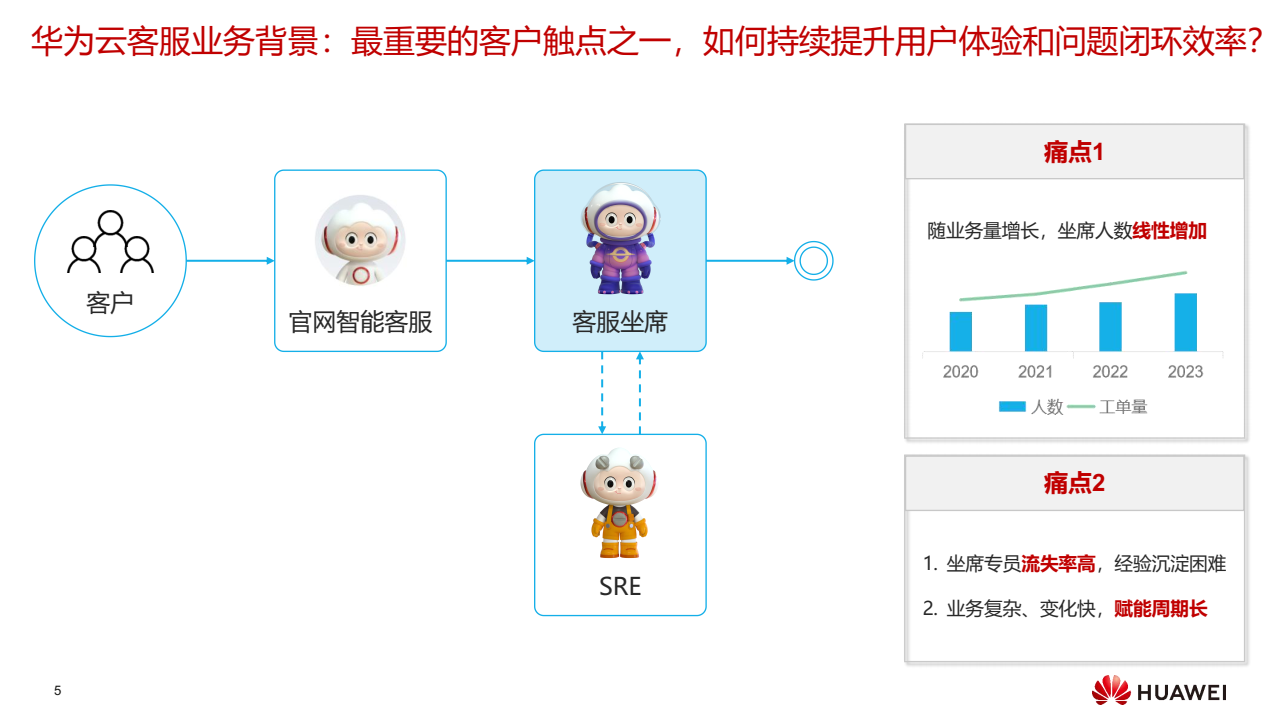 华为云客服业务背景：最重要的客户触点之一，如何持续提升用户体验和问题闭环效率？
客户
官网智能客服
客服坐席
SRE
痛点1
随业务量增长，坐席人数线性增加
2020 2021 2022 2023
人数 工单量
痛点2
1. 坐席专员流失率高，经验沉淀困难
2. 业务复杂、变化快，赋能周期长
5
HUAWEI